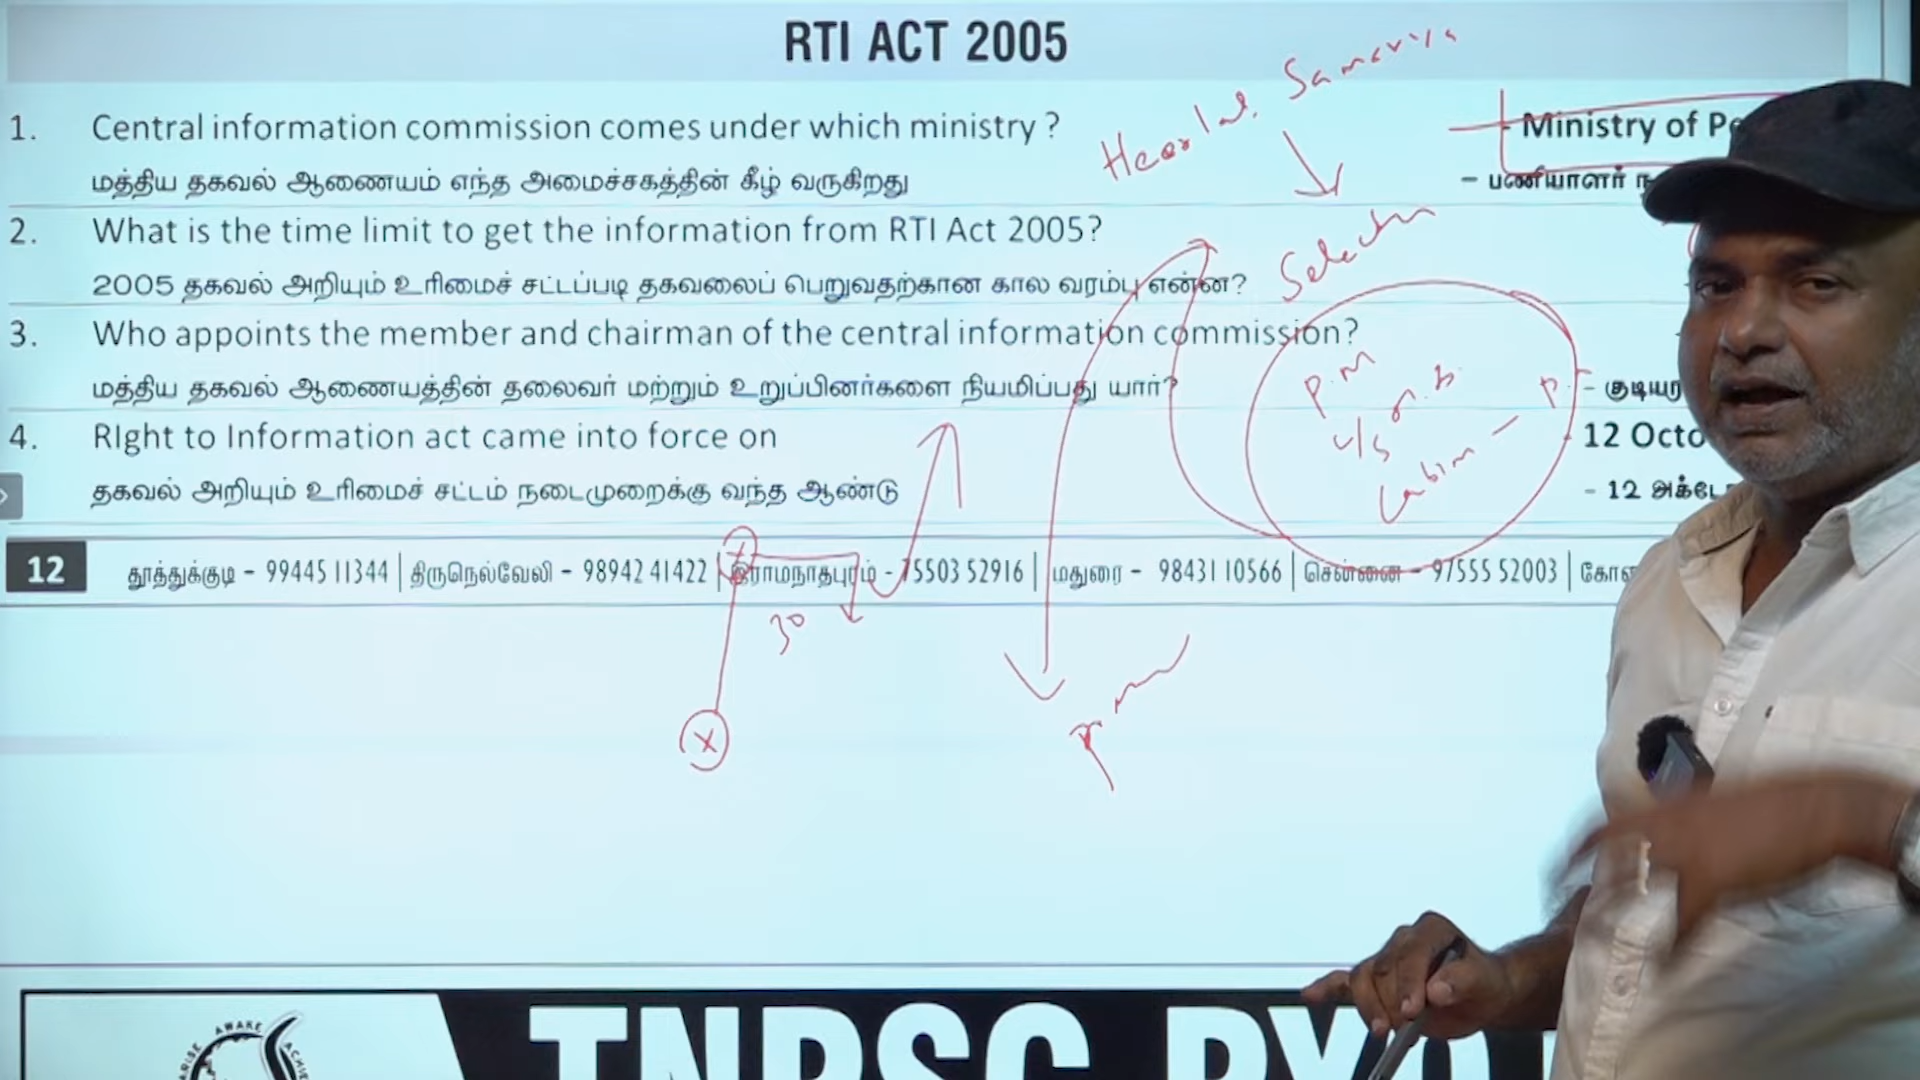 RTI ACT 2005
1. Central information commission comes under which ministry ? - Ministry of Pe
மத்திய தகவல் ஆணையம் எந்த அமைச்சகத்தின் கீழ் வருகிறது – பணியாளர் ந
2. What is the time limit to get the information from RTI Act 2005?
2005 தகவல் அறியும் உரிமைச் சட்டப்படி தகவலைப் பெறுவதற்கான கால வரம்பு என்ன?
3. Who appoints the member and chairman of the central information commission?
மத்திய தகவல் ஆணையத்தின் தலைவர் மற்றும் உறுப்பினர்களை நியமிப்பது யார்? - குடியர
4. RIght to Information act came into force on - 12 Octo
தகவல் அறியும் உரிமைச் சட்டம் நடைமுறைக்கு வந்த ஆண்டு - 12 அக்டோ
12 தூத்துக்குடி - 99445 11344 | திருநெல்வேலி - 98942 41422 | இராமநாதபுரம் - 75503 52916 | மதுரை - 98431 10566 | சென்னை - 97555 52003 | கோவ
Samariya
P.M
30
x
ARISE AWAKE ACHIE
TNPSC